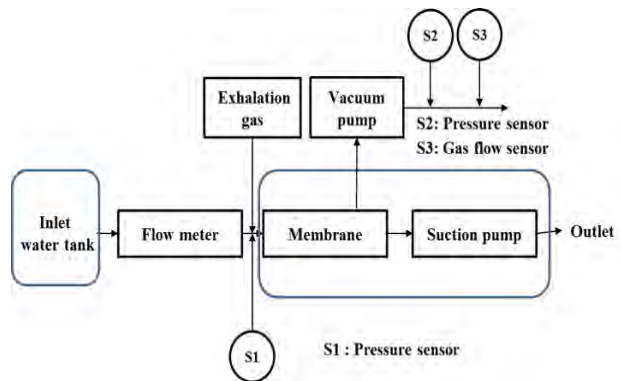 S2
S3
Exhalation
gas
Vacuum
pump
S2: Pressure sensor
S3: Gas flow sensor
Inlet
water tank
Flow meter
Membrane
Suction pump
Outlet
S1
S1 : Pressure sensor